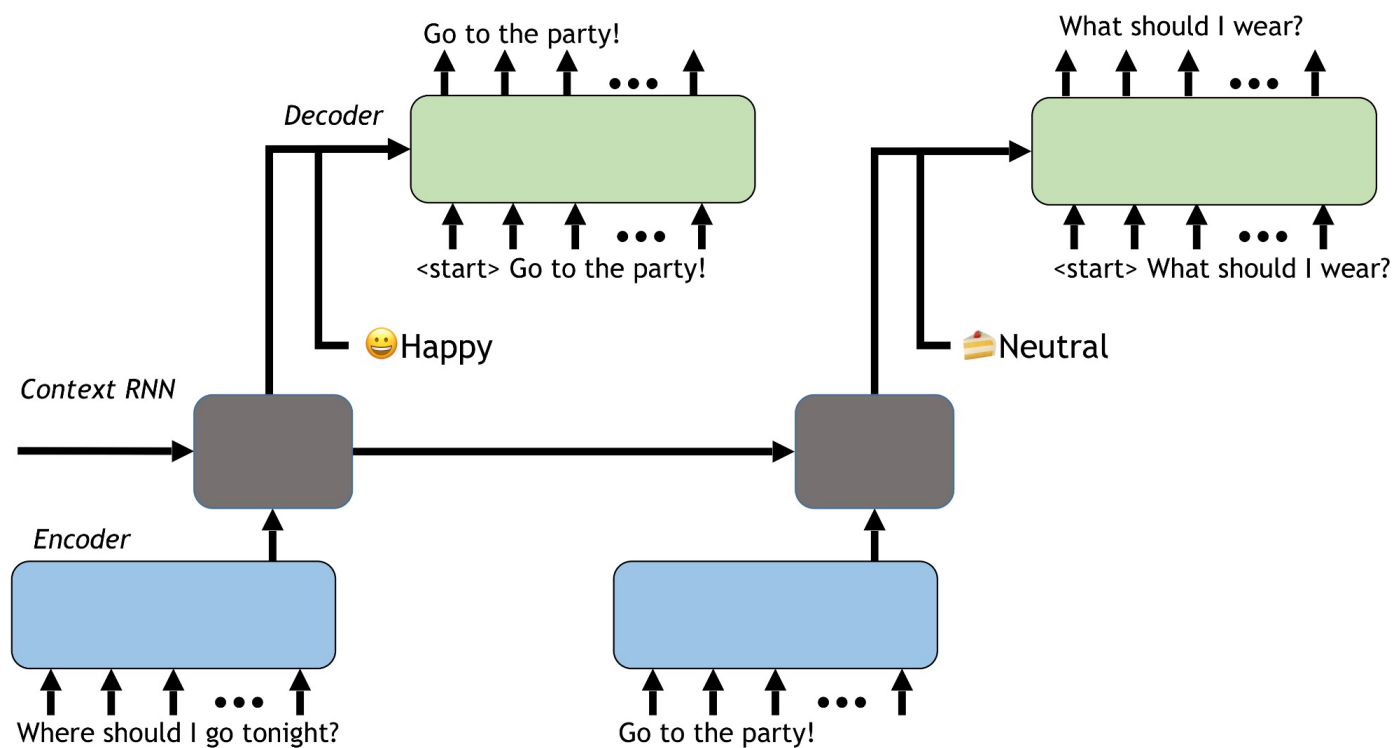 Go to the party!
What should I wear?
Decoder
<start> Go to the party!
<start> What should I wear?
😀Happy
🍰Neutral
Context RNN
Encoder
Where should I go tonight?
Go to the party!